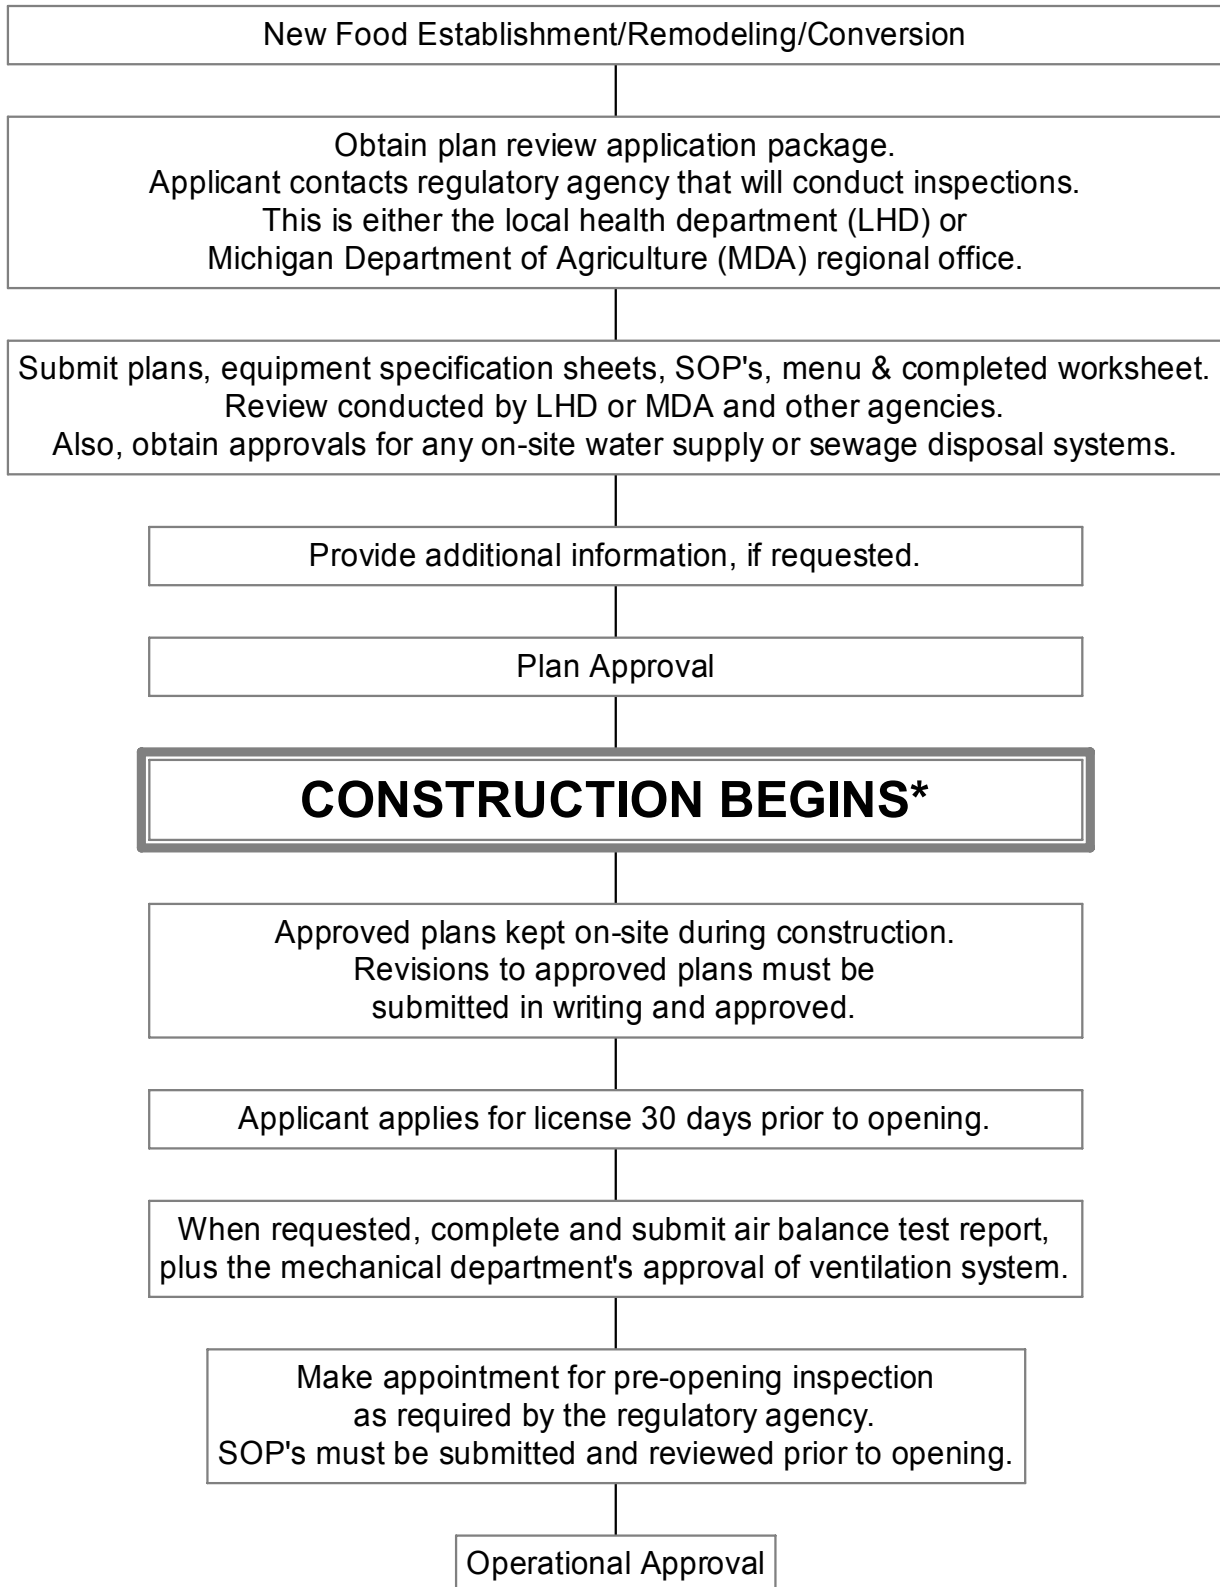 New Food Establishment/Remodeling/Conversion
Obtain plan review application package.
Applicant contacts regulatory agency that will conduct inspections.
This is either the local health department (LHD) or
Michigan Department of Agriculture (MDA) regional office.
Submit plans, equipment specification sheets, SOP's, menu & completed worksheet.
Review conducted by LHD or MDA and other agencies.
Also, obtain approvals for any on-site water supply or sewage disposal systems.
Provide additional information, if requested.
Plan Approval
CONSTRUCTION BEGINS*
Approved plans kept on-site during construction.
Revisions to approved plans must be
submitted in writing and approved.
Applicant applies for license 30 days prior to opening.
When requested, complete and submit air balance test report,
plus the mechanical department's approval of ventilation system.
Make appointment for pre-opening inspection
as required by the regulatory agency.
SOP's must be submitted and reviewed prior to opening.
Operational Approval